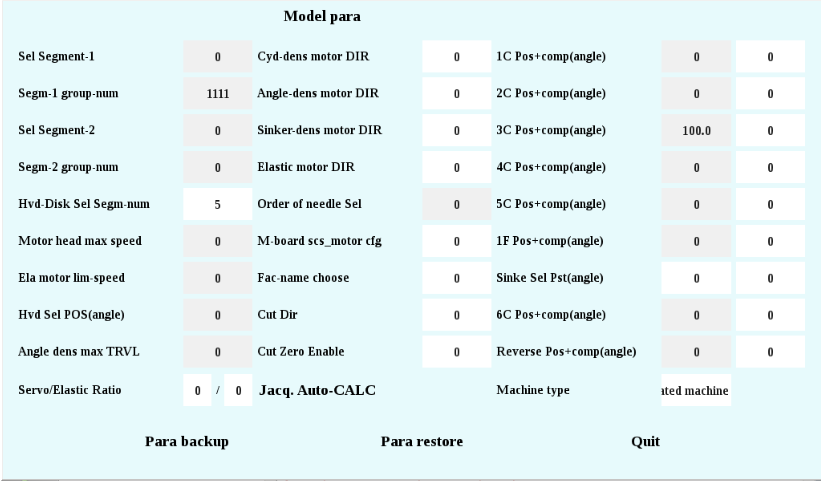 Model para
Sel Segment-1 0 Cyd-dens motor DIR 0 1C Pos+comp(angle) 0 0
Segm-1 group-num 1111 Angle-dens motor DIR 0 2C Pos+comp(angle) 0 0
Sel Segment-2 0 Sinker-dens motor DIR 0 3C Pos+comp(angle) 100.0 0
Segm-2 group-num 0 Elastic motor DIR 0 4C Pos+comp(angle) 0 0
Hvd-Disk Sel Segm-num 5 Order of needle Sel 0 5C Pos+comp(angle) 0 0
Motor head max speed 0 M-board scs_motor cfg 0 1F Pos+comp(angle) 0 0
Ela motor lim-speed 0 Fac-name choose 0 Sinke Sel Pst(angle) 0 0
Hvd Sel POS(angle) 0 Cut Dir 0 6C Pos+comp(angle) 0 0
Angle dens max TRVL 0 Cut Zero Enable 0 Reverse Pos+comp(angle) 0 0
Servo/Elastic Ratio 0 / 0 Jacq. Auto-CALC Machine type ated machine
Para backup Para restore Quit